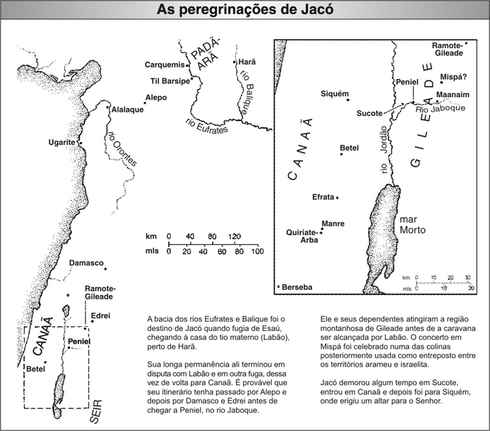 As peregrinações de Jacó
PADÃ-
ARÃ
Carquemis
Harã
Til Barsipe
rio Balique
rio Eufrates
Alepo
Alalaque
rio Orontes
Ugarite
km
0 20 40 60 80 100 120
mls
0 20 40 60 80 100
Damasco
Ramote-
Gileade
Edrei
CANAÃ
Peniel
Betel
SEIR
Ramote-
Gileade
Mispá?
Peniel
Maanaim
Siquém
Sucote
Rio Jaboque
GILEADE
CANAÃ
Betel
rio Jordão
Efrata
Manre
Quiriate-
Arba
mar
Morto
Berseba
km
0 10 20 30 40 50
mls
0 10 20 30
A bacia dos rios Eufrates e Balique foi o
destino de Jacó quando fugia de Esaú,
chegando à casa do tio materno (Labão),
perto de Harã.
Sua longa permanência ali terminou em
disputa com Labão e em outra fuga, dessa
vez de volta para Canaã. É provável que
seu itinerário tenha passado por Alepo e
depois por Damasco e Edrei antes de
chegar a Peniel, no rio Jaboque.
Ele e seus dependentes atingiram a região
montanhosa de Gileade antes de a caravana
ser alcançada por Labão. O concerto em
Mispá foi celebrado numa das colinas
posteriormente usada como entreposto entre
os territórios arameu e israelita.
Jacó demorou algum tempo em Sucote,
entrou em Canaã e depois foi para Siquém,
onde erigiu um altar para o Senhor.